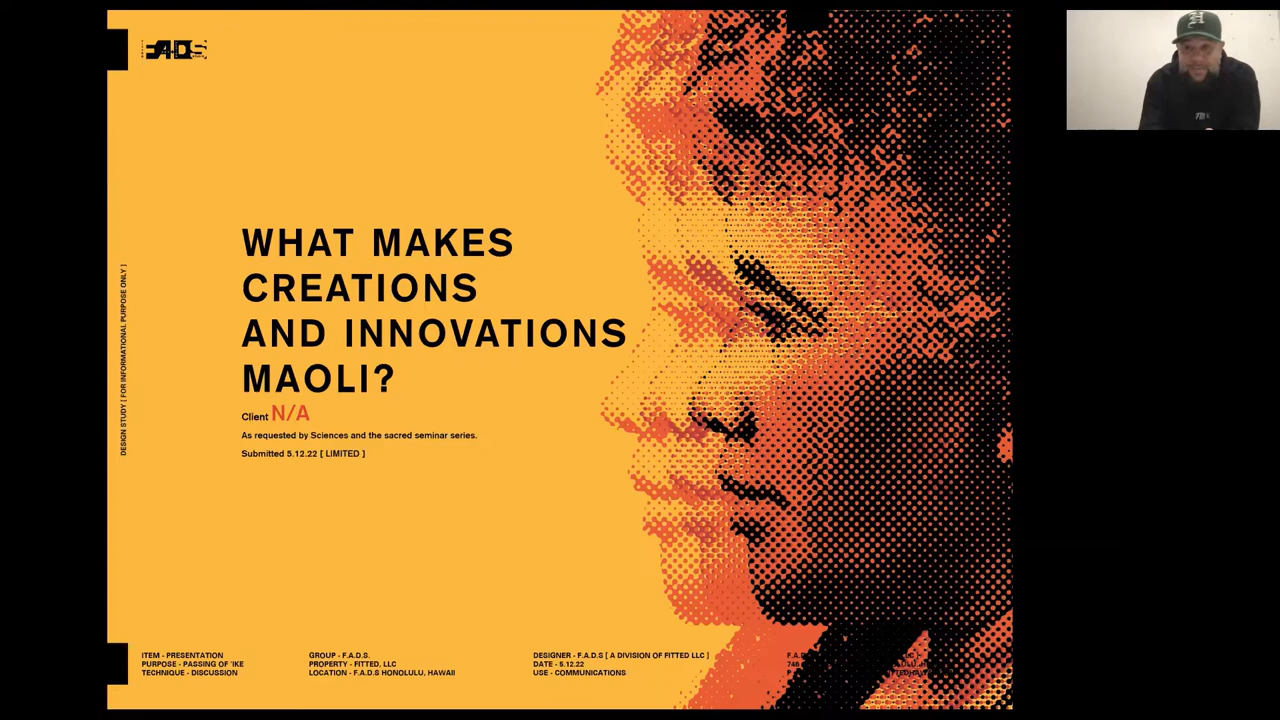 F.A.D.S
DESIGN STUDY [ FOR INFORMATIONAL PURPOSE ONLY ]
WHAT MAKES
CREATIONS
AND INNOVATIONS
MAOLI?
Client N/A
As requested by Sciences and the sacred seminar series.
Submitted 5.12.22 [ LIMITED ]
ITEM - PRESENTATION
PURPOSE - PASSING OF 'IKE
TECHNIQUE - DISCUSSION
GROUP - F.A.D.S.
PROPERTY - FITTED, LLC
LOCATION - F.A.D.S HONOLULU, HAWAII
DESIGNER - F.A.D.S [ A DIVISION OF FITTED LLC ]
DATE - 5.12.22
USE - COMMUNICATIONS